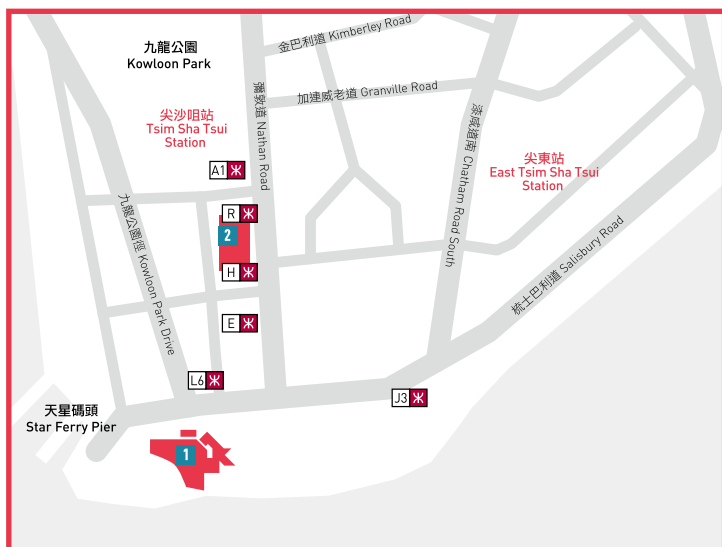 金巴利道 Kimberley Road
九龍公園
Kowloon Park
加連威老道 Granville Road
彌敦道 Nathan Road
尖沙咀站
Tsim Sha Tsui
Station
漆咸道南 Chatham Road South
尖東站
East Tsim Sha Tsui
Station
A1
九龍公園徑 Kowloon Park Drive
R
2
梳士巴利道 Salisbury Road
H
E
L6
J3
天星碼頭
Star Ferry Pier
1